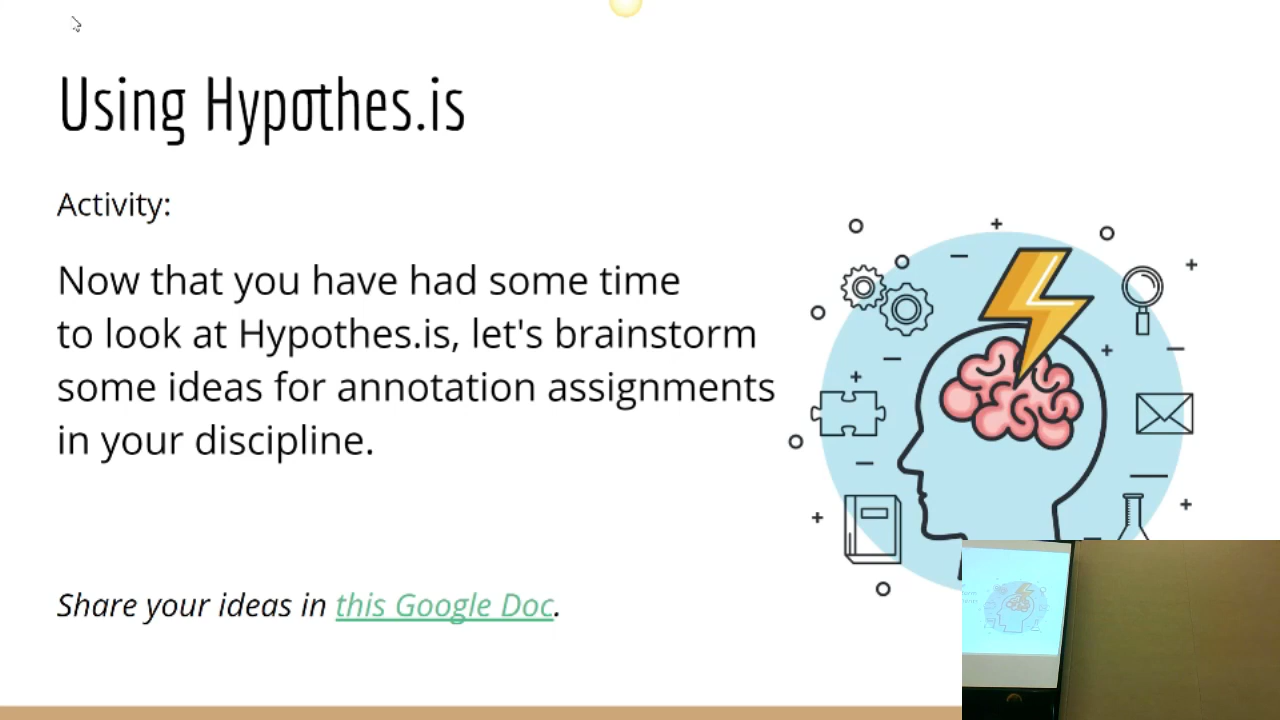 Using Hypothes.is
Activity:
Now that you have had some time
to look at Hypothes.is, let's brainstorm
some ideas for annotation assignments
in your discipline.
Share your ideas in this Google Doc.